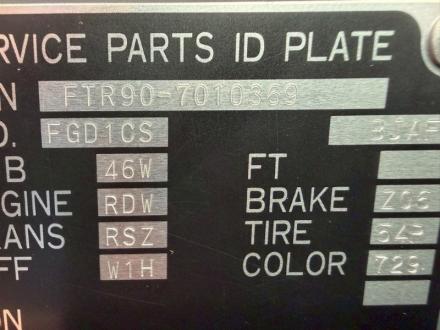 RVICE PARTS ID PLATE
N FTR90-7010369
D. FGD1CS
B 46W FT
GINE RDW BRAKE Z06
ANS RSZ TIRE
FF W1H COLOR 729
ON